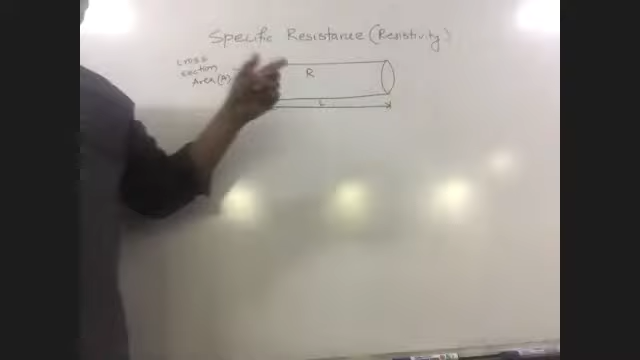 Specific Resistance (Resistivity)
Cross
section
Area (A)
R
L